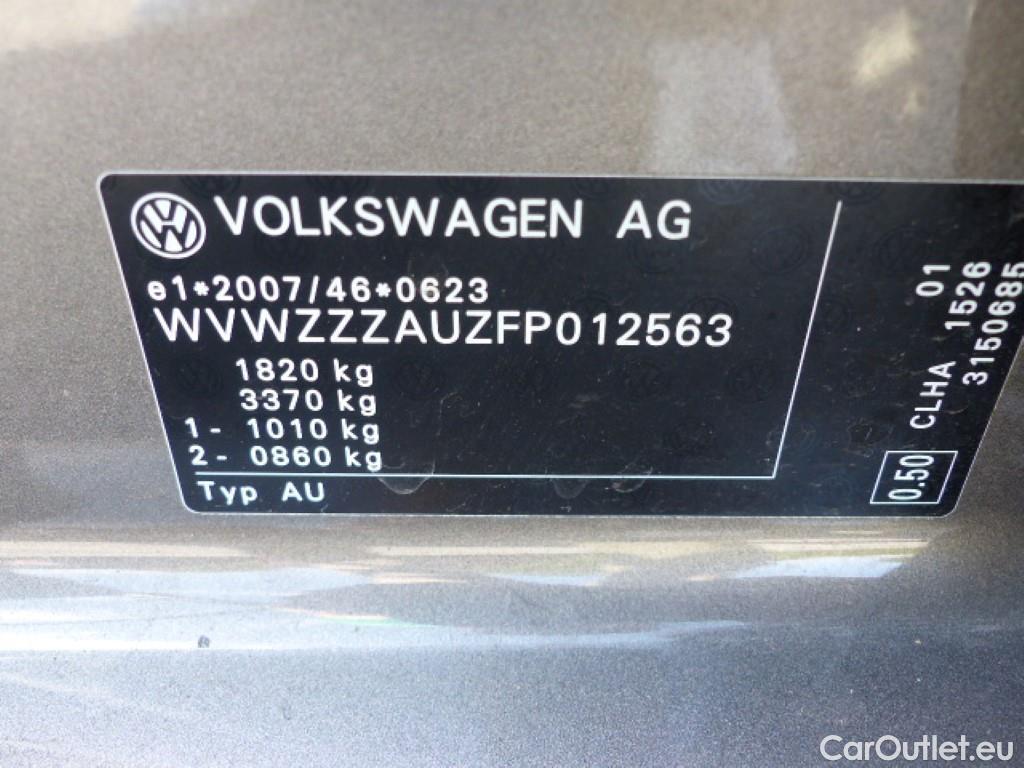 VOLKSWAGEN AG
e1*2007/46*0623
WVWZZZAUZFP012563
1820 kg
3370 kg
1- 1010 kg
2- 0860 kg
Typ AU
01
CLHA 1526
3150685
0.50
CarOutlet.eu